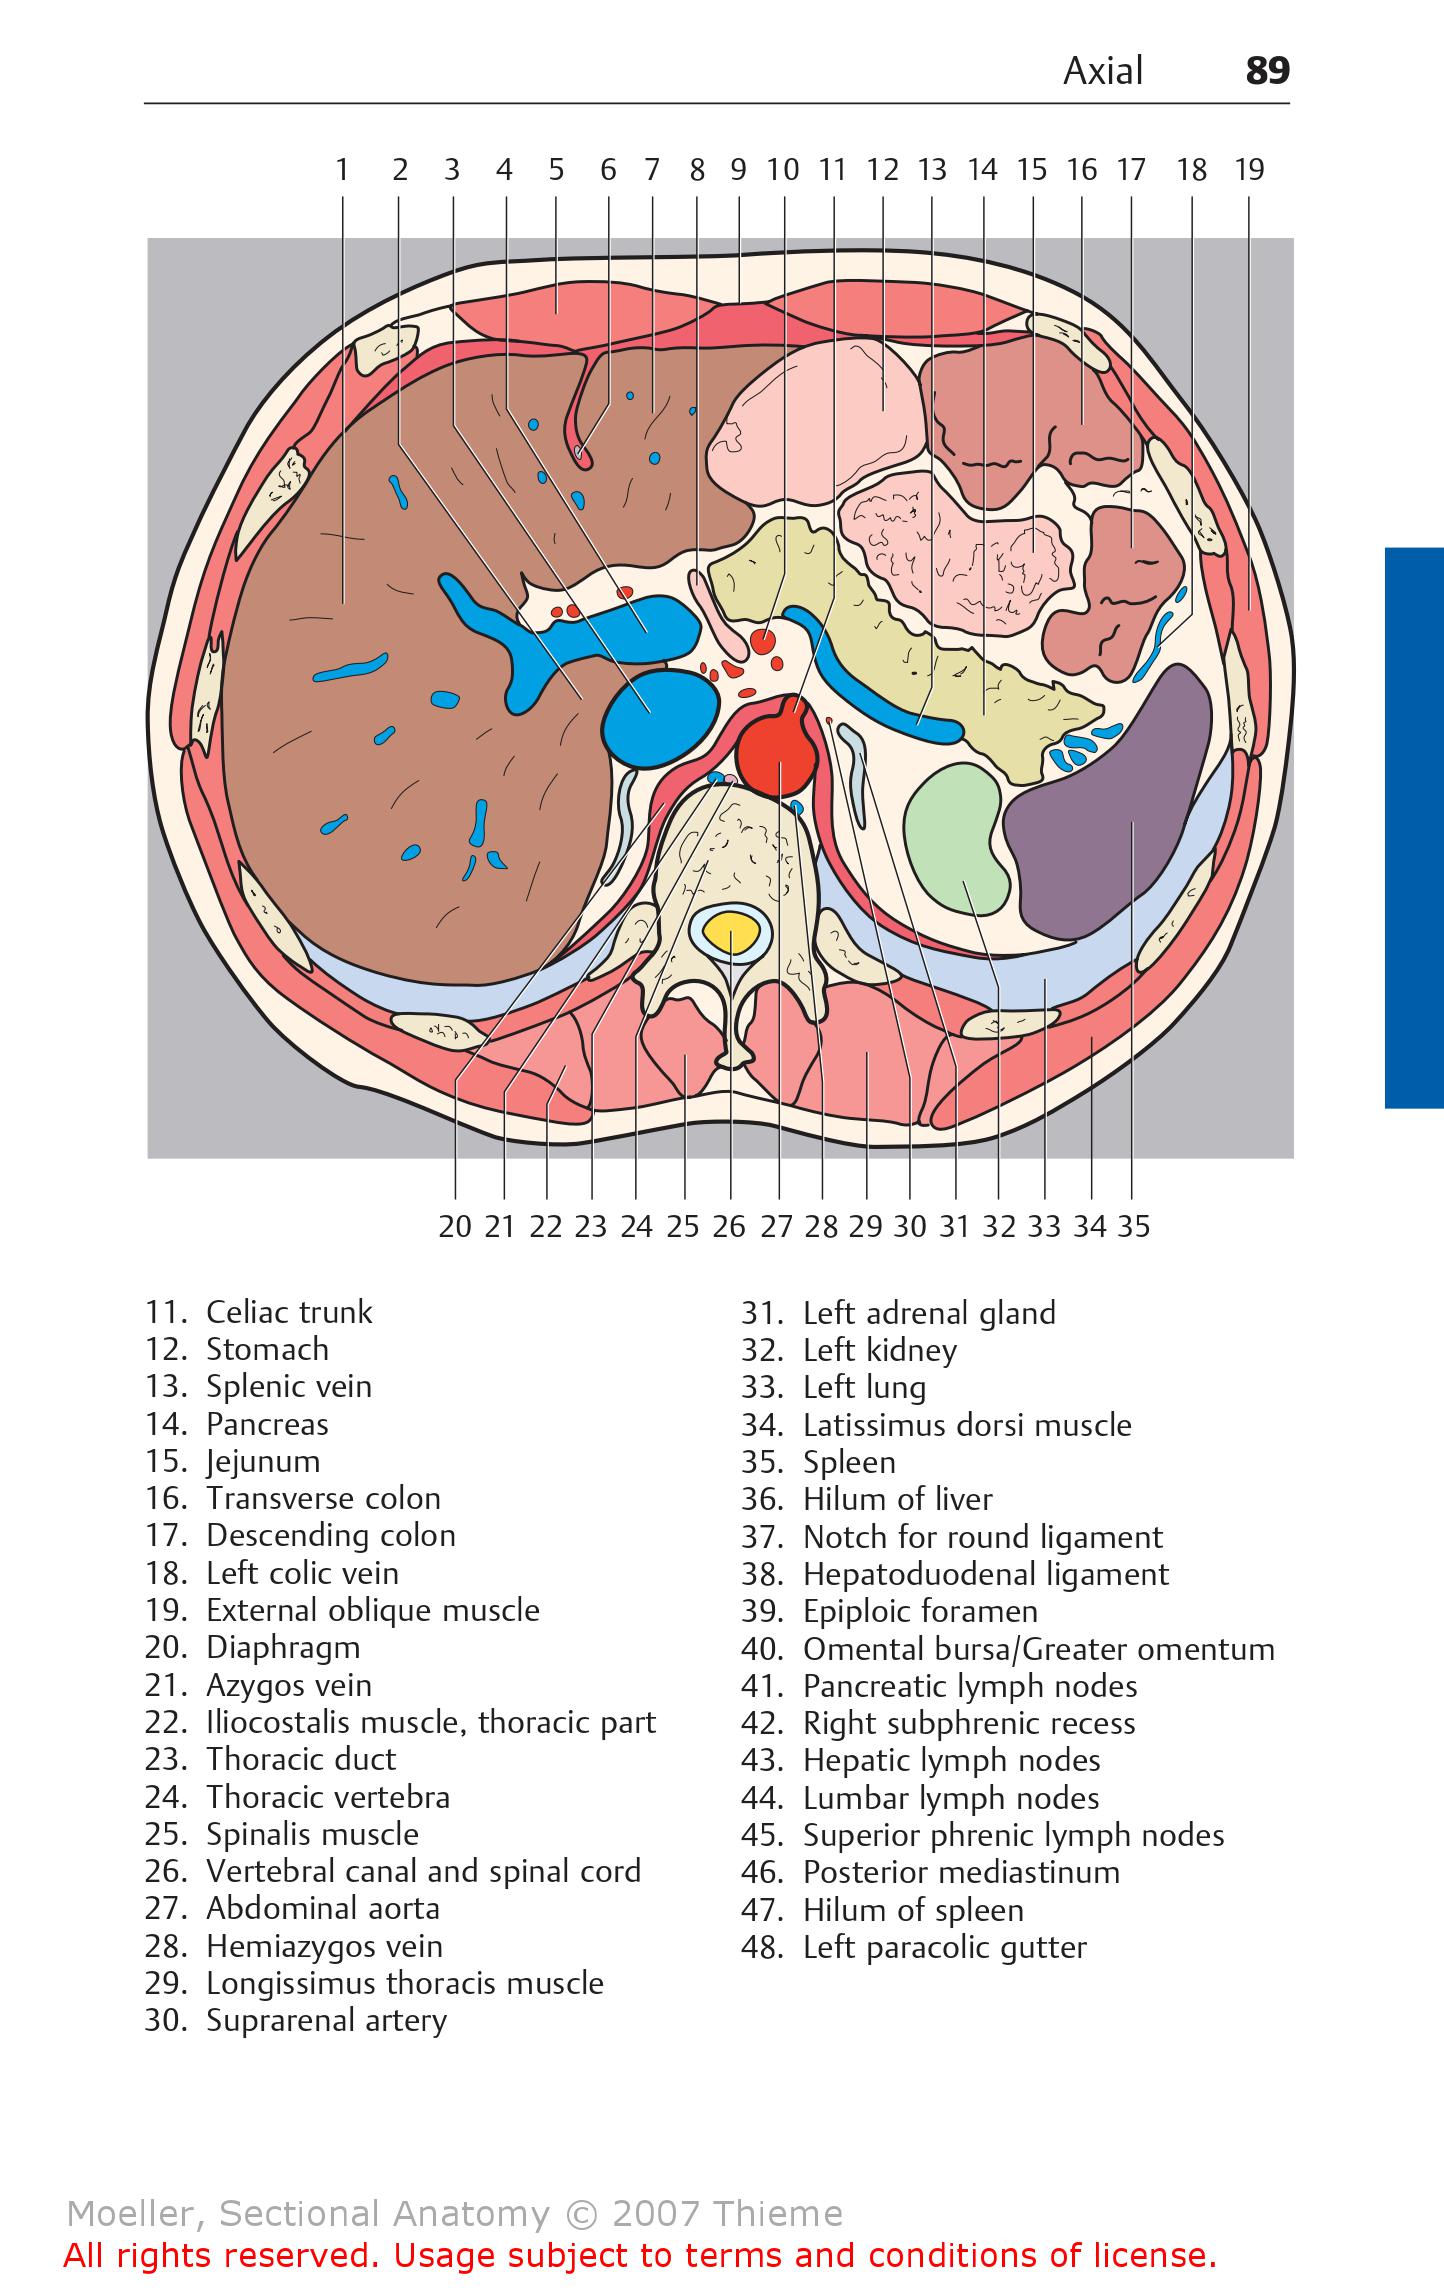 Axial 89
1 2 3 4 5 6 7 8 9 10 11 12 13 14 15 16 17 18 19
20 21 22 23 24 25 26 27 28 29 30 31 32 33 34 35
11. Celiac trunk
12. Stomach
13. Splenic vein
14. Pancreas
15. Jejunum
16. Transverse colon
17. Descending colon
18. Left colic vein
19. External oblique muscle
20. Diaphragm
21. Azygos vein
22. Iliocostalis muscle, thoracic part
23. Thoracic duct
24. Thoracic vertebra
25. Spinalis muscle
26. Vertebral canal and spinal cord
27. Abdominal aorta
28. Hemiazygos vein
29. Longissimus thoracis muscle
30. Suprarenal artery
31. Left adrenal gland
32. Left kidney
33. Left lung
34. Latissimus dorsi muscle
35. Spleen
36. Hilum of liver
37. Notch for round ligament
38. Hepatoduodenal ligament
39. Epiploic foramen
40. Omental bursa/Greater omentum
41. Pancreatic lymph nodes
42. Right subphrenic recess
43. Hepatic lymph nodes
44. Lumbar lymph nodes
45. Superior phrenic lymph nodes
46. Posterior mediastinum
47. Hilum of spleen
48. Left paracolic gutter
Moeller, Sectional Anatomy © 2007 Thieme
All rights reserved. Usage subject to terms and conditions of license.